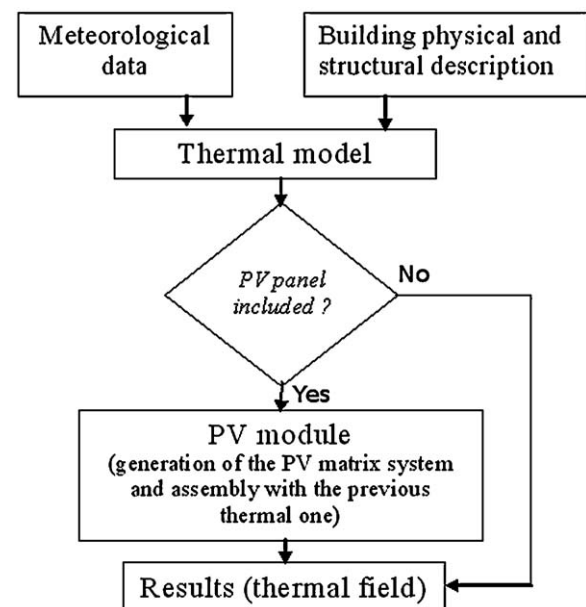 Meteorological
data
Building physical and
structural description
Thermal model
PV panel
included ?
No
Yes
PV module
(generation of the PV matrix system
and assembly with the previous
thermal one)
Results (thermal field)